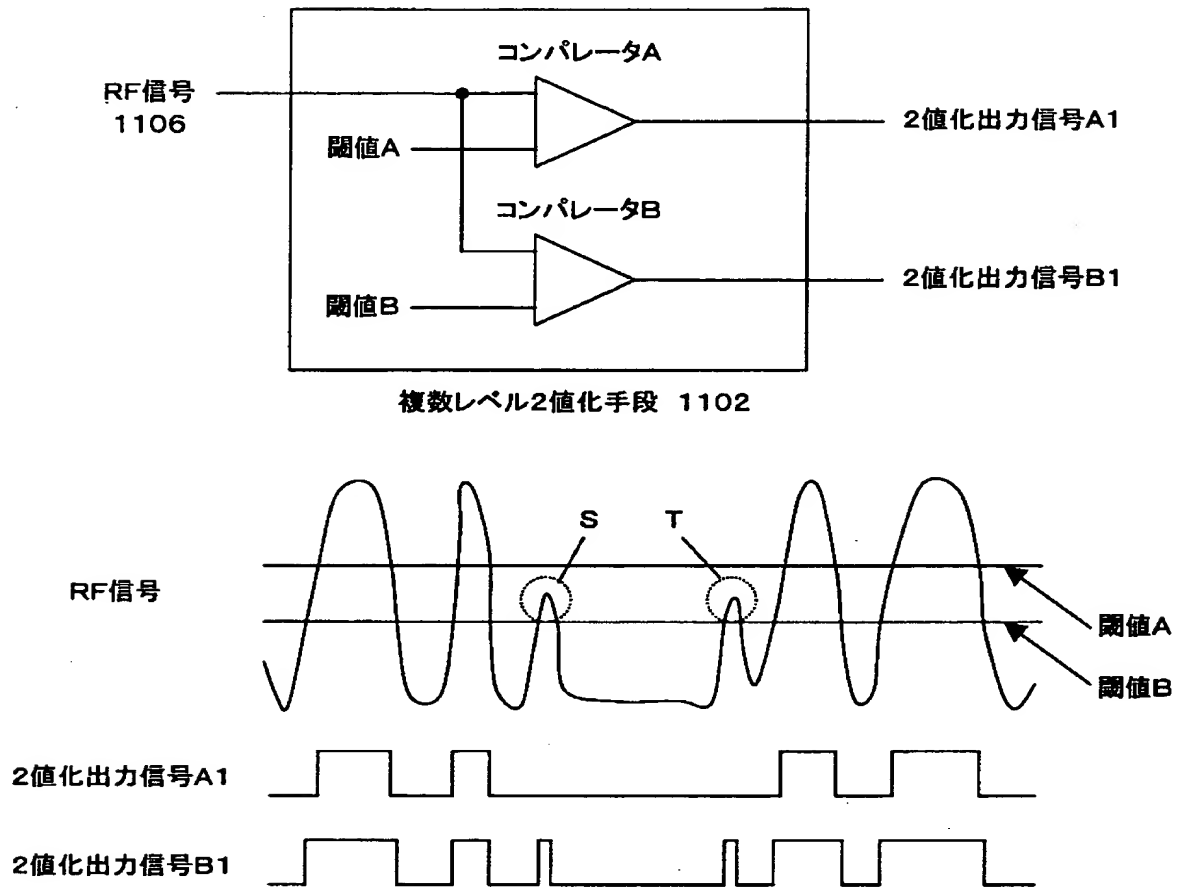 コンパレータA
RF信号
1106
閾値A
2値化出力信号A1
コンパレータB
閾値B
2値化出力信号B1
複数レベル2値化手段 1102
S
T
RF信号
閾値A
閾値B
2値化出力信号A1
2値化出力信号B1